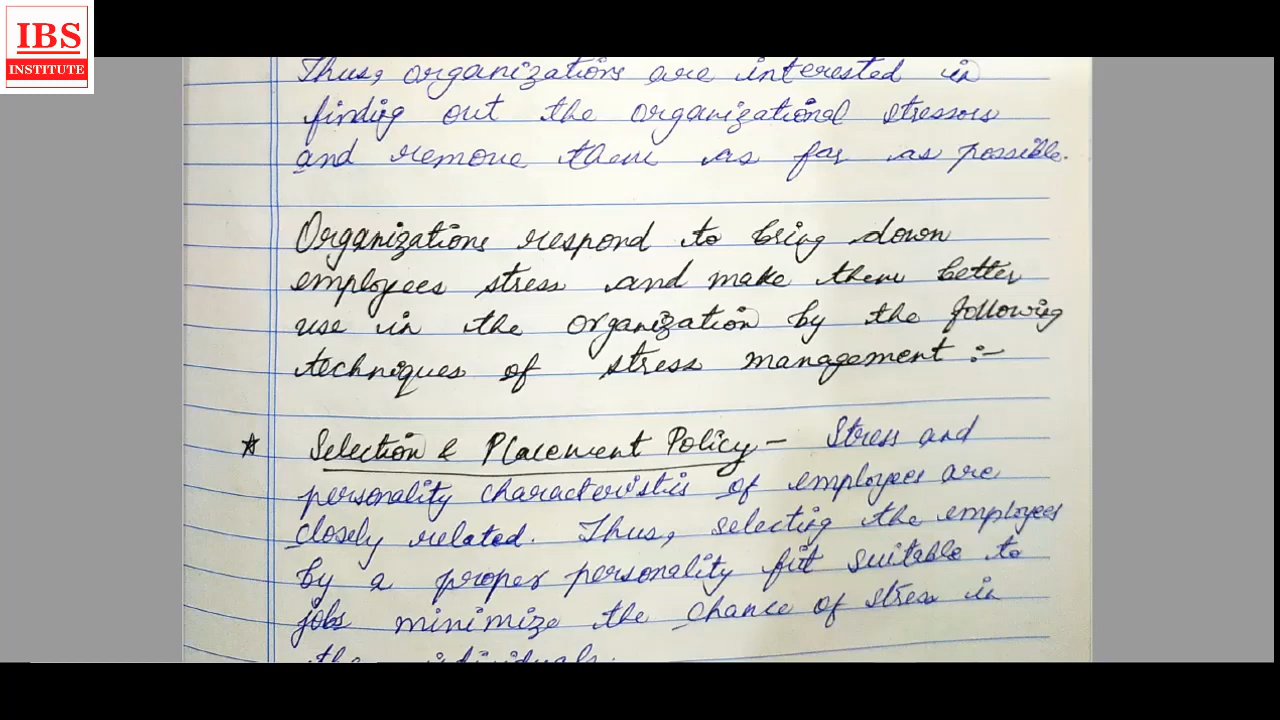 IBS
INSTITUTE
Thus, organizations are interested in
finding out the organizational stressors
and remove them as far as possible.
Organizations respond to bring down
employees stress and make them better
use in the organization by the following
techniques of stress management :-
☆ Selection & Placement Policy - Stress and
personality characteristics of employees are
closely related. Thus, selecting the employees
by a proper personality fit suitable to
jobs minimize the chance of stress in
the individuals.